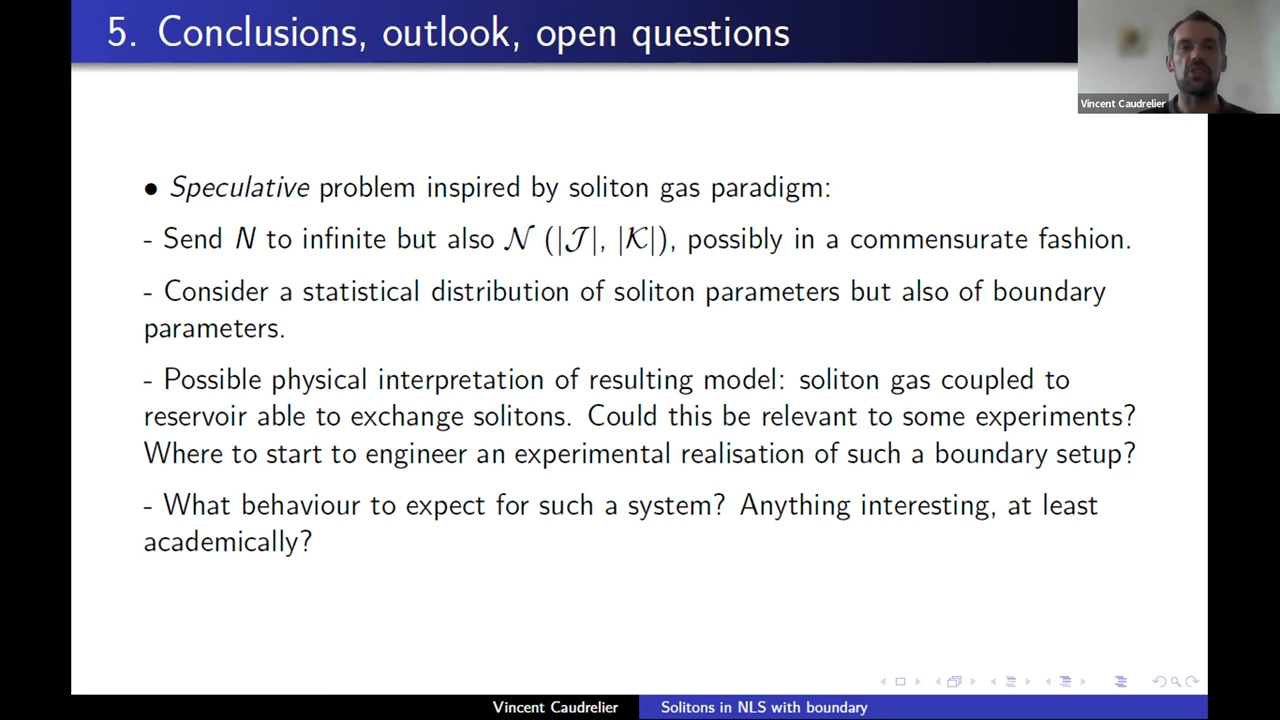 5. Conclusions, outlook, open questions
Vincent Caudrelier
• Speculative problem inspired by soliton gas paradigm:
- Send N to infinite but also 𝒩 (|𝒥|, |𝒦|), possibly in a commensurate fashion.
- Consider a statistical distribution of soliton parameters but also of boundary
parameters.
- Possible physical interpretation of resulting model: soliton gas coupled to
reservoir able to exchange solitons. Could this be relevant to some experiments?
Where to start to engineer an experimental realisation of such a boundary setup?
- What behaviour to expect for such a system? Anything interesting, at least
academically?
Vincent Caudrelier
Solitons in NLS with boundary